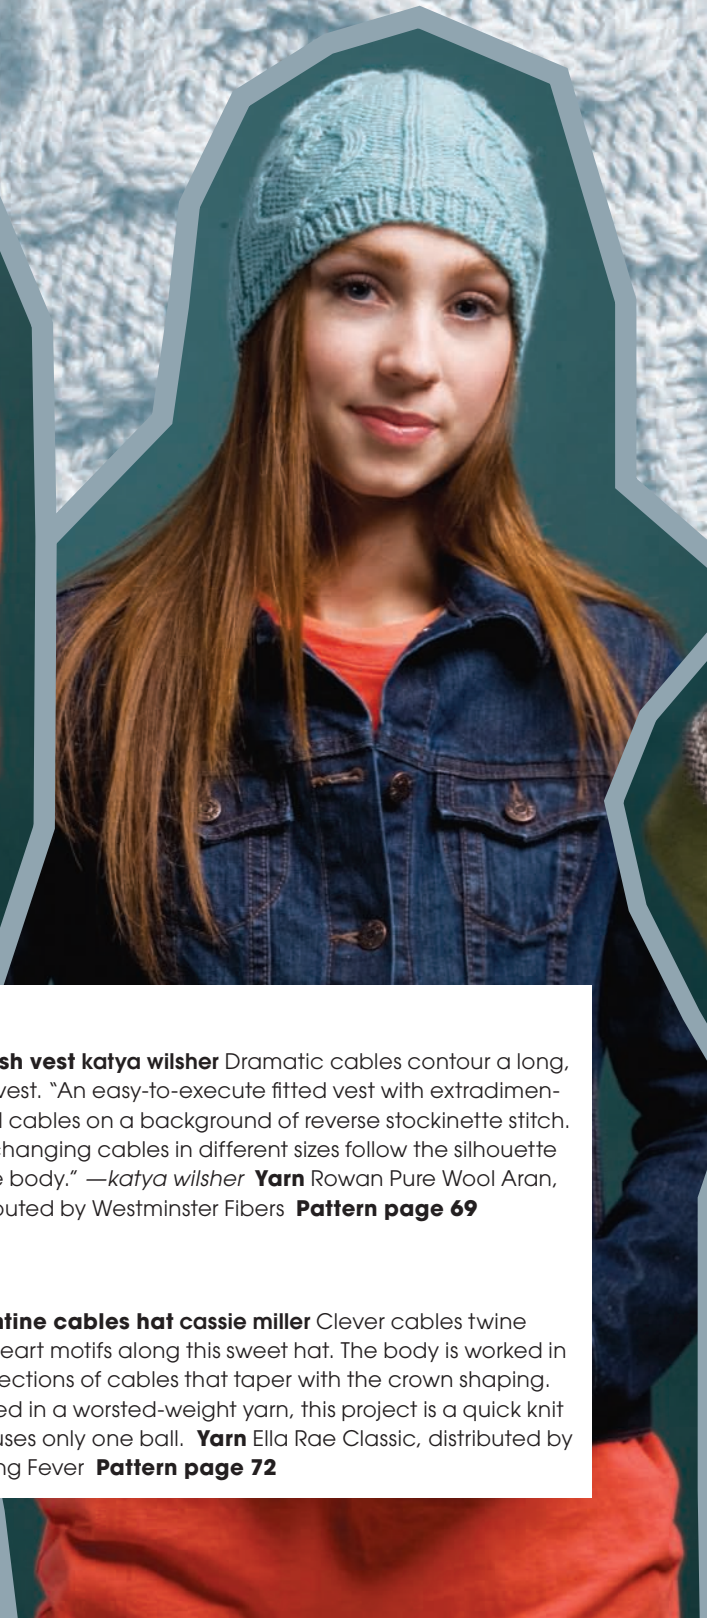 sh vest katya wilsher Dramatic cables contour a long,
vest. “An easy-to-execute fitted vest with extradimen-
l cables on a background of reverse stockinette stitch.
changing cables in different sizes follow the silhouette
e body.” —katya wilsher Yarn Rowan Pure Wool Aran,
buted by Westminster Fibers Pattern page 69
ntine cables hat cassie miller Clever cables twine
eart motifs along this sweet hat. The body is worked in
ections of cables that taper with the crown shaping.
ed in a worsted-weight yarn, this project is a quick knit
uses only one ball. Yarn Ella Rae Classic, distributed by
ng Fever Pattern page 72